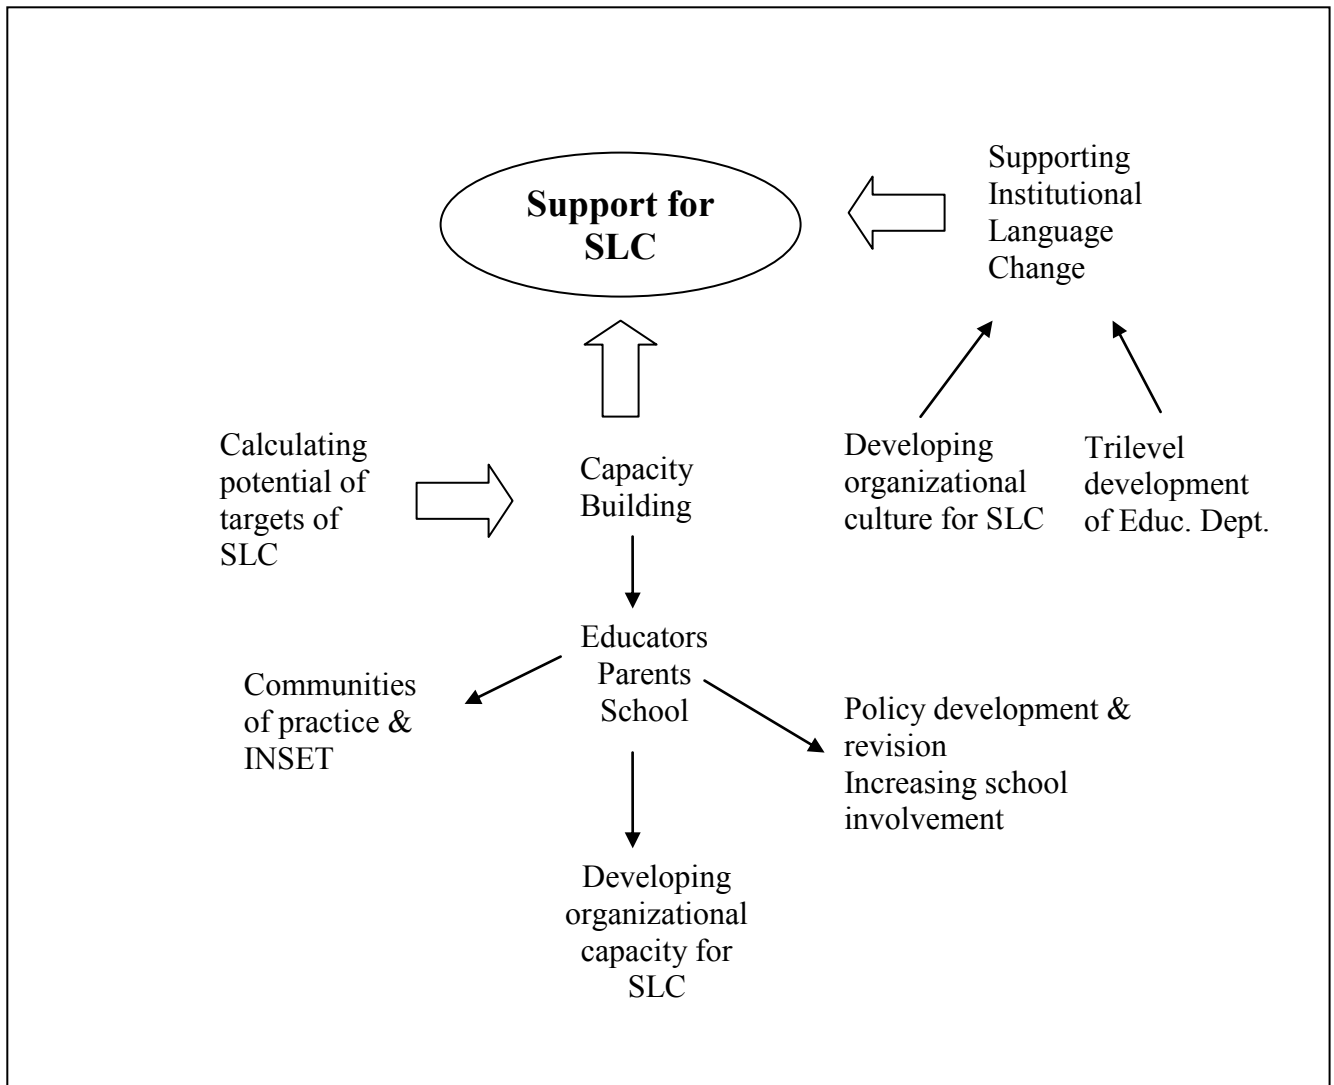 Support for
SLC
Supporting
Institutional
Language
Change
Calculating
potential of
targets of
SLC
Capacity
Building
Developing
organizational
culture for SLC
Trilevel
development
of Educ. Dept.
Educators
Parents
School
Communities
of practice &
INSET
Policy development &
revision
Increasing school
involvement
Developing
organizational
capacity for
SLC